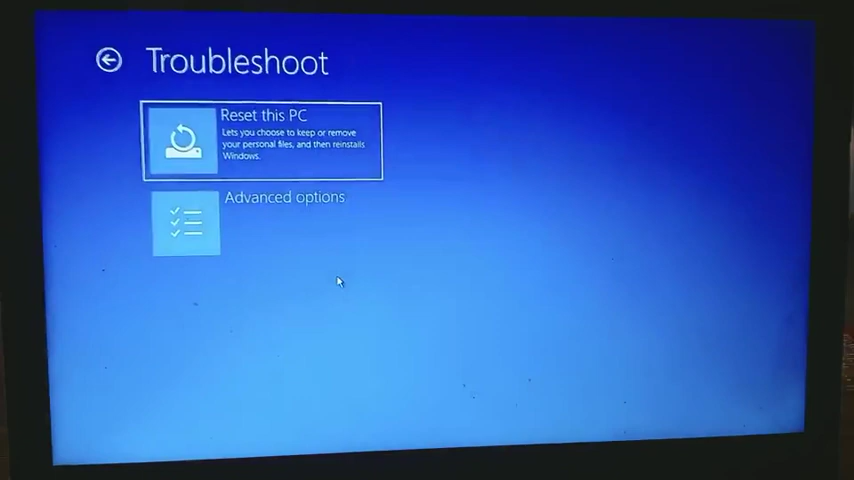 Troubleshoot
Reset this PC
Lets you choose to keep or remove
your personal files, and then reinstalls
Windows.
Advanced options